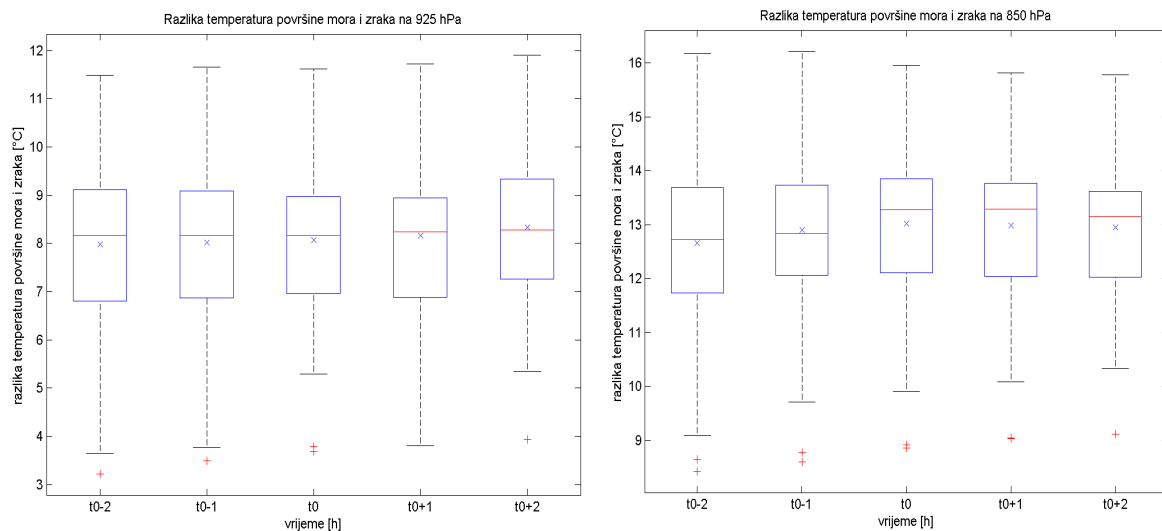 Razlika temperatura površine mora i zraka na 925 hPa
razlika temperatura površine mora i zraka [°C]
12
11
10
9
8
7
6
5
4
3
t0-2 t0-1 t0 t0+1 t0+2
vrijeme [h]
Razlika temperatura površine mora i zraka na 850 hPa
razlika temperatura površine mora i zraka [°C]
16
15
14
13
12
11
10
9
t0-2 t0-1 t0 t0+1 t0+2
vrijeme [h]